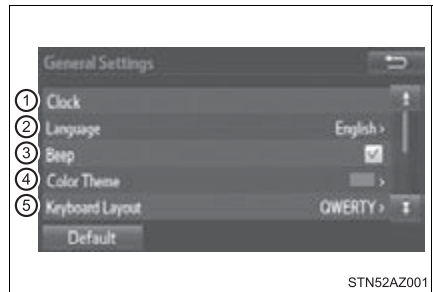 General Settings
① Clock
② Language English ›
③ Beep
④ Color Theme ›
⑤ Keyboard Layout QWERTY ›
Default
STN52AZ001